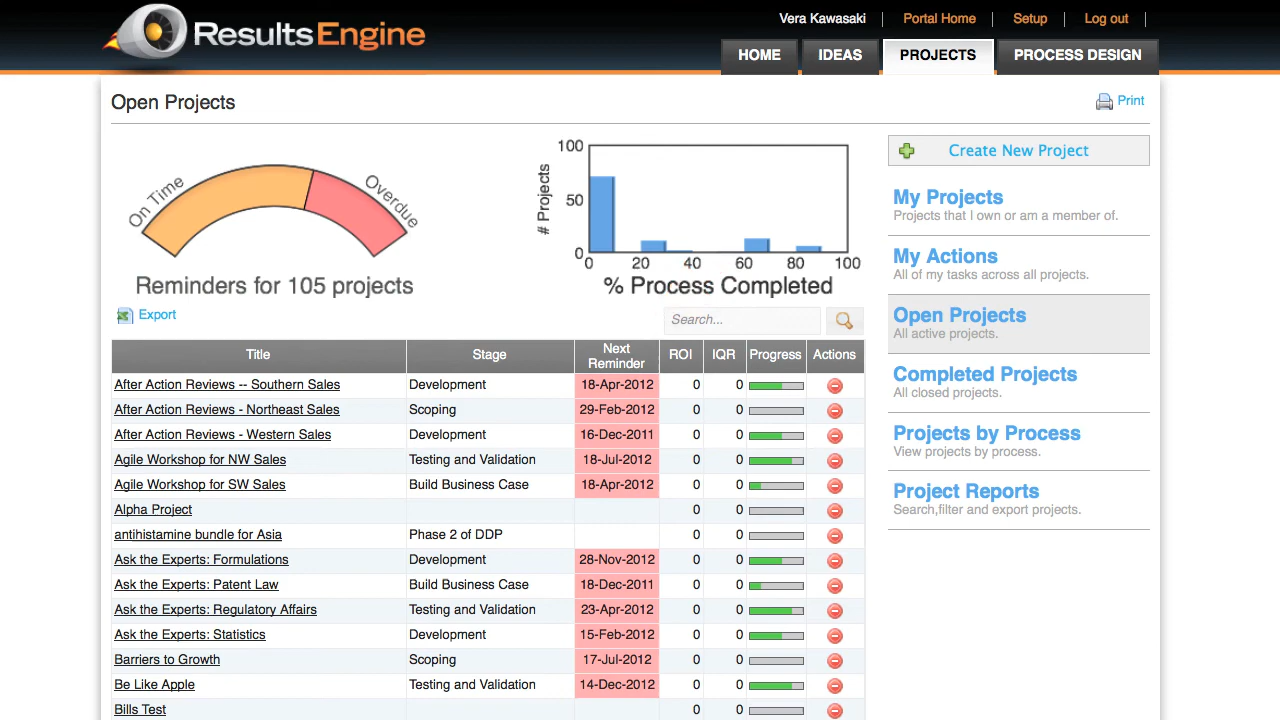 ResultsEngine
Vera Kawasaki | Portal Home | Setup | Log out |
HOME IDEAS PROJECTS PROCESS DESIGN
Open Projects
Print
On Time
Overdue
Reminders for 105 projects
# Projects
100
50
0
0 20 40 60 80 100
% Process Completed
Export
Search...
Title Stage Next Reminder ROI IQR Progress Actions
After Action Reviews -- Southern Sales Development 18-Apr-2012 0 0
After Action Reviews - Northeast Sales Scoping 29-Feb-2012 0 0
After Action Reviews - Western Sales Development 16-Dec-2011 0 0
Agile Workshop for NW Sales Testing and Validation 18-Jul-2012 0 0
Agile Workshop for SW Sales Build Business Case 18-Apr-2012 0 0
Alpha Project 0 0
antihistamine bundle for Asia Phase 2 of DDP 0 0
Ask the Experts: Formulations Development 28-Nov-2012 0 0
Ask the Experts: Patent Law Build Business Case 18-Dec-2011 0 0
Ask the Experts: Regulatory Affairs Testing and Validation 23-Apr-2012 0 0
Ask the Experts: Statistics Development 15-Feb-2012 0 0
Barriers to Growth Scoping 17-Jul-2012 0 0
Be Like Apple Testing and Validation 14-Dec-2012 0 0
Bills Test 0 0
Create New Project
My Projects
Projects that I own or am a member of.
My Actions
All of my tasks across all projects.
Open Projects
All active projects.
Completed Projects
All closed projects.
Projects by Process
View projects by process.
Project Reports
Search,filter and export projects.